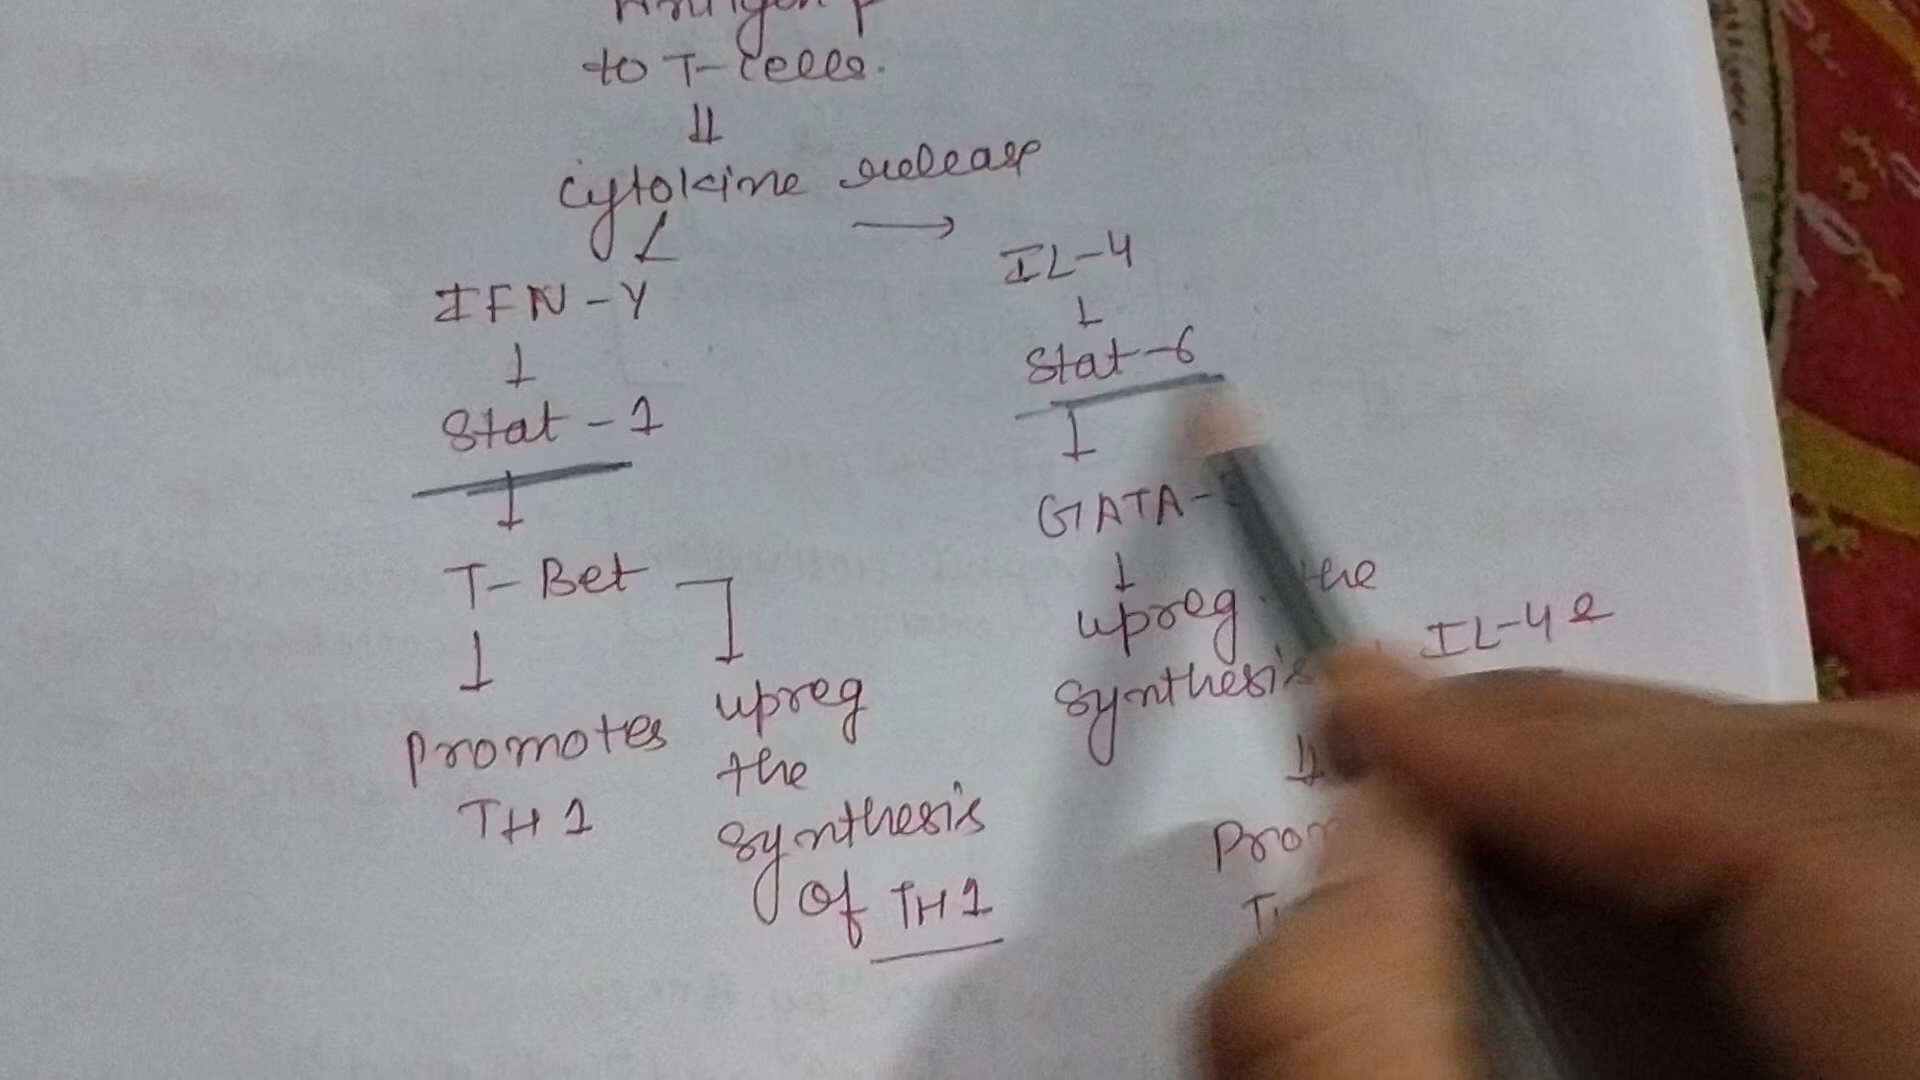 to T-cells.
cytokine release
IFN-γ
IL-4
Stat-1
Stat-6
T-Bet
GATA-
Promotes
TH1
upreg
the
synthesis
of TH1
upreg. the
synthesis IL-4 &